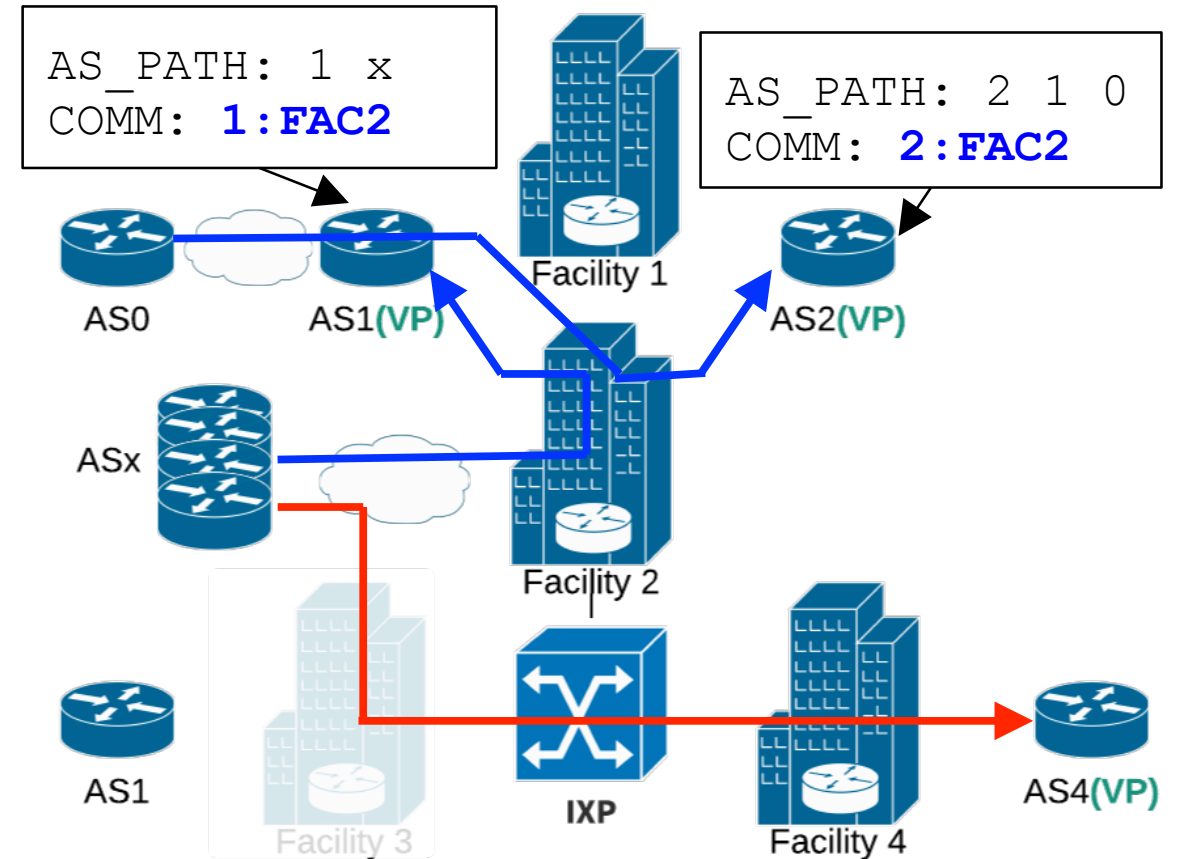 AS_PATH: 1 x
COMM: 1:FAC2
AS_PATH: 2 1 0
COMM: 2:FAC2
Facility 1
AS0
AS1(VP)
AS2(VP)
ASx
Facility 2
AS1
IXP
AS4(VP)
Facility 3
Facility 4